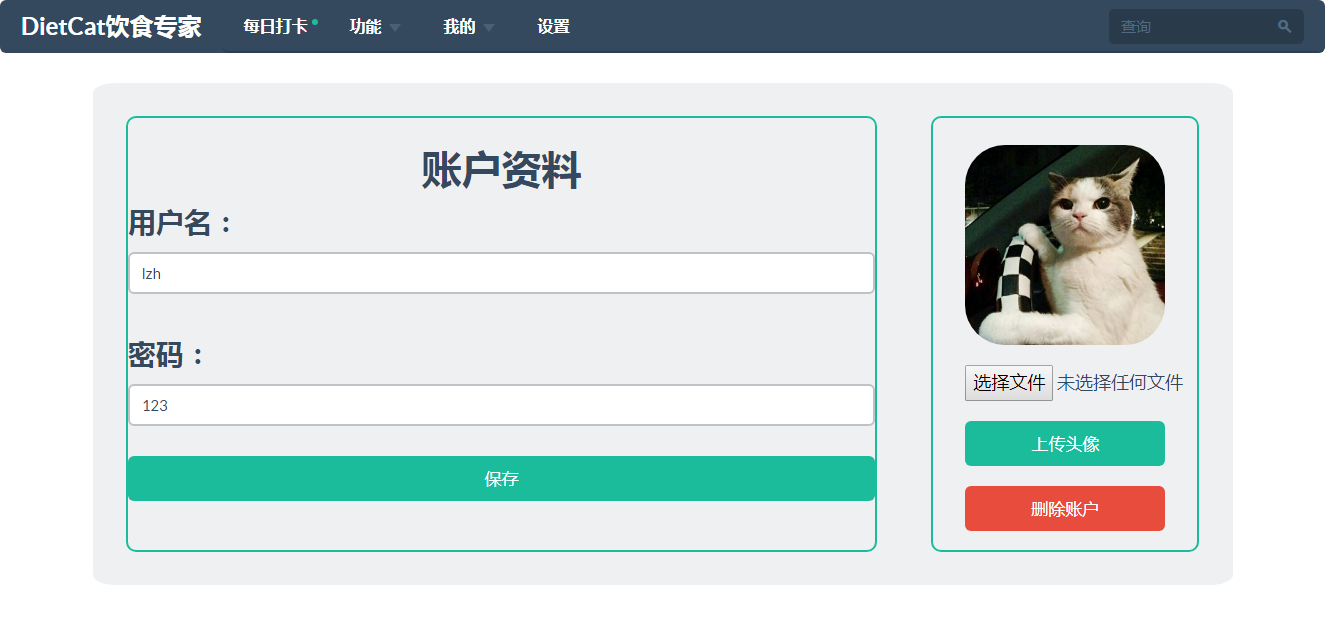 DietCat饮食专家 每日打卡 功能 我的 设置 查询
账户资料
用户名：
lzh
密码：
123
保存
选择文件 未选择任何文件
上传头像
删除账户